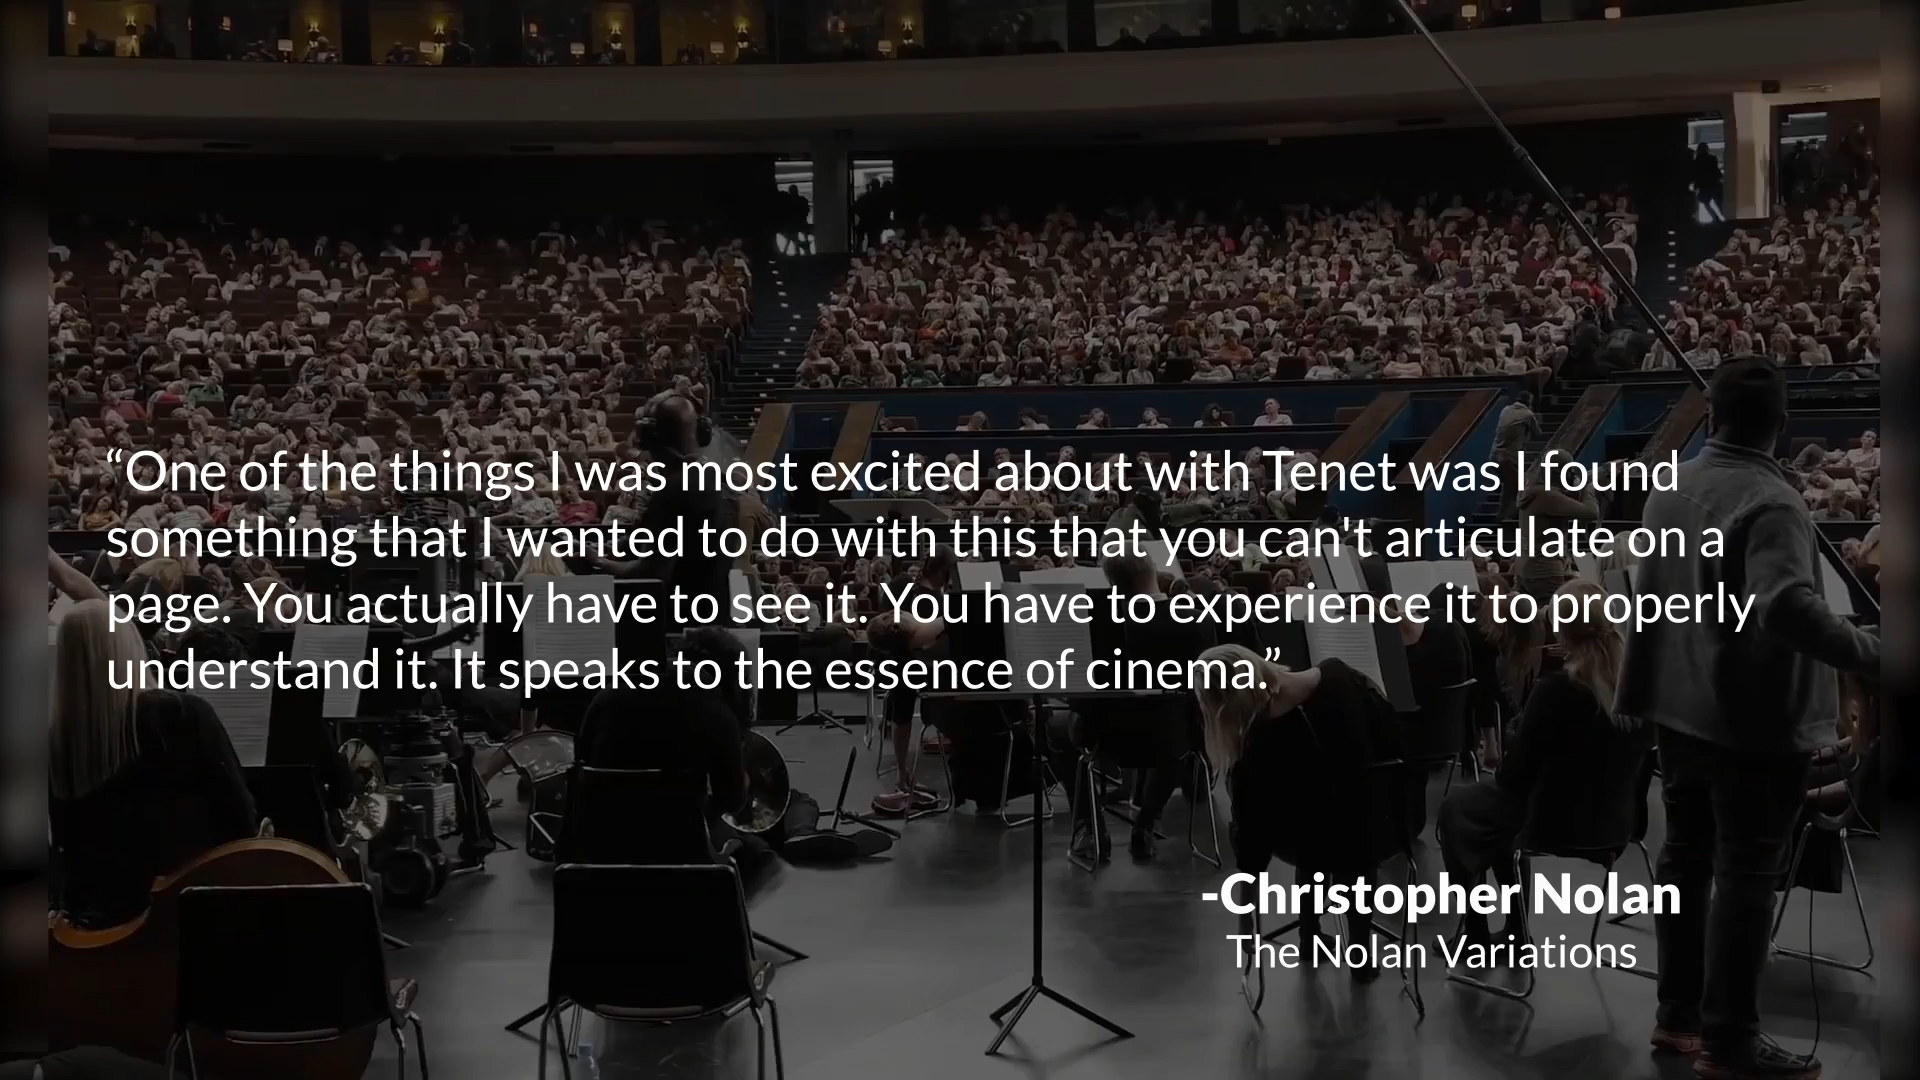 “One of the things I was most excited about with Tenet was I found
something that I wanted to do with this that you can't articulate on a
page. You actually have to see it. You have to experience it to properly
understand it. It speaks to the essence of cinema.”
-Christopher Nolan
The Nolan Variations